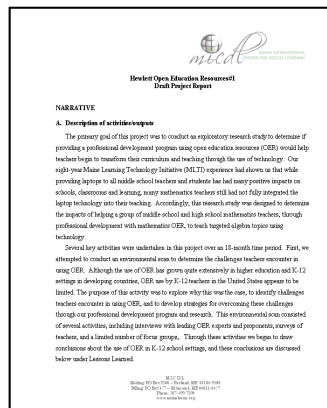 micdl
MAINE INTERNATIONAL
CENTER FOR DIGITAL LEARNING
Hewlett Open Education Resources#1
Draft Project Report
NARRATIVE
A. Description of activities/outputs
The primary goal of this project was to conduct an exploratory research study to determine if
providing a professional development program using open education resources (OER) would help
teachers begin to transform their curriculum and teaching through the use of technology. Our
eight-year Maine Learning Technology Initiative (MLTI) experience had shown us that while
providing laptops to all middle school teachers and students has had many positive impacts on
schools, classrooms and learning, many mathematics teachers still had not fully integrated the
laptop technology into their teaching. Accordingly, this research study was designed to determine
the impacts of helping a group of middle school and high school mathematics teachers, through
professional development with mathematics OER, to teach targeted algebra topics using
technology.
Several key activities were undertaken in this project over an 18-month time period. First, we
attempted to conduct an environmental scan to determine the challenges teachers encounter in
using OER. Although the use of OER has grown quite extensively in higher education and K-12
settings in developing countries, OER use by K-12 teachers in the United States appears to be
limited. The purpose of this activity was to explore why this was the case, to identify challenges
teachers encounter in using OER, and to develop strategies for overcoming these challenges
through our professional development program and research. This environmental scan consisted
of several activities, including interviews with leading OER experts and proponents, surveys of
teachers, and a limited number of focus groups,. Through these activities we began to draw
conclusions about the use of OER in K-12 school settings, and these conclusions are discussed
below under Lessons Learned.